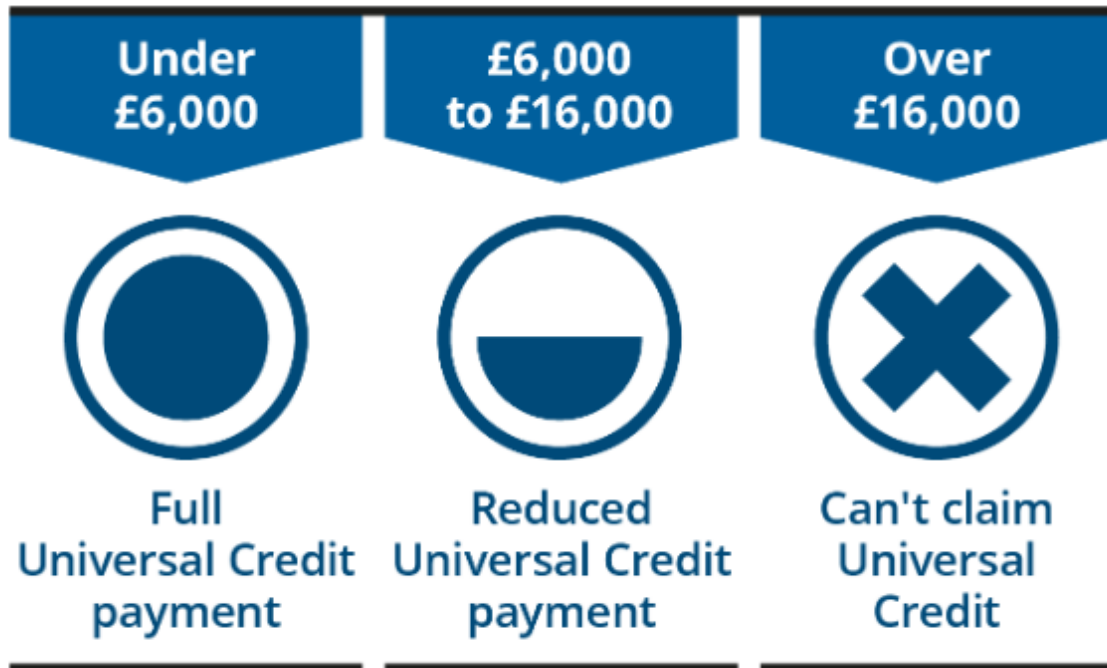 Under
£6,000
£6,000
to £16,000
Over
£16,000
Full
Universal Credit
payment
Reduced
Universal Credit
payment
Can't claim
Universal
Credit